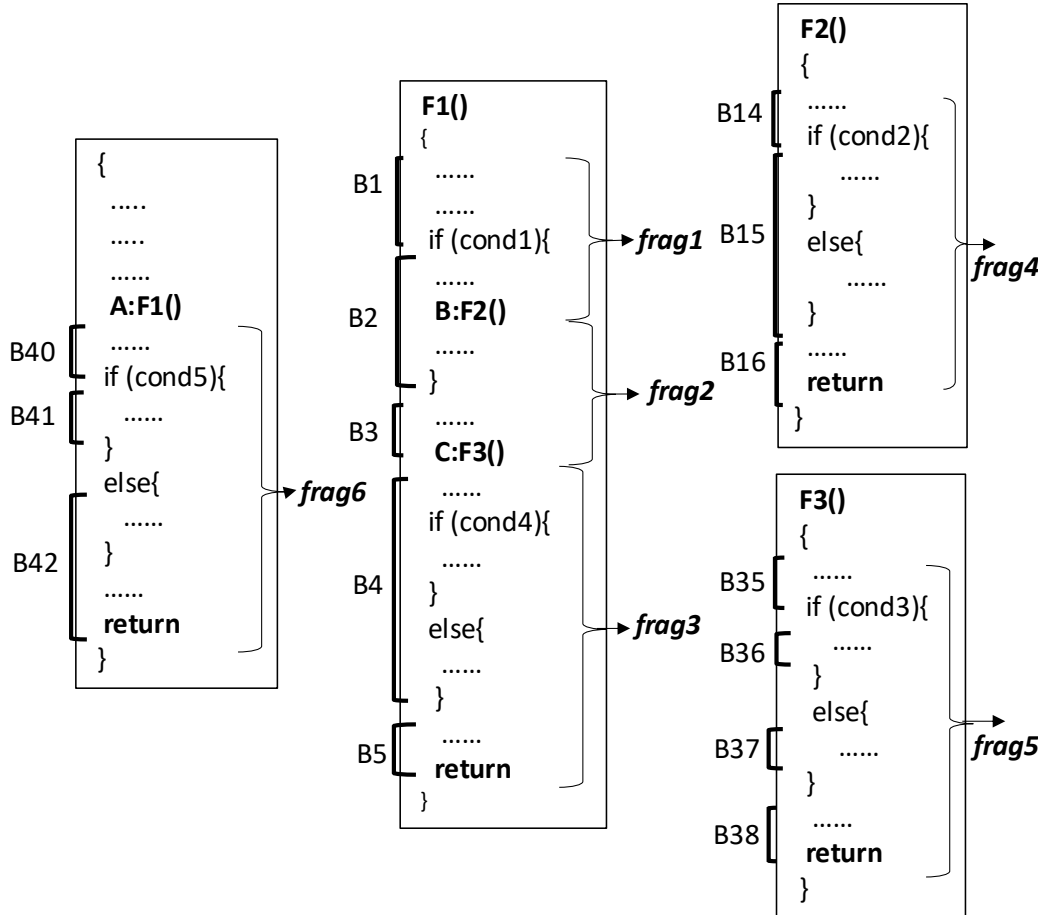 {
.....
.....
......
A:F1()
B40
......
if (cond5){
B41
......
}
else{
frag6
......
B42
}
......
return
}
F1()
{
B1
......
......
if (cond1){
frag1
......
B2
B:F2()
......
}
frag2
B3
......
C:F3()
......
if (cond4){
......
B4
}
else{
frag3
......
}
......
B5
return
}
F2()
{
B14
......
if (cond2){
......
}
B15
else{
frag4
......
}
......
B16
return
}
F3()
{
B35
......
if (cond3){
B36
......
}
else{
frag5
B37
......
}
......
B38
return
}